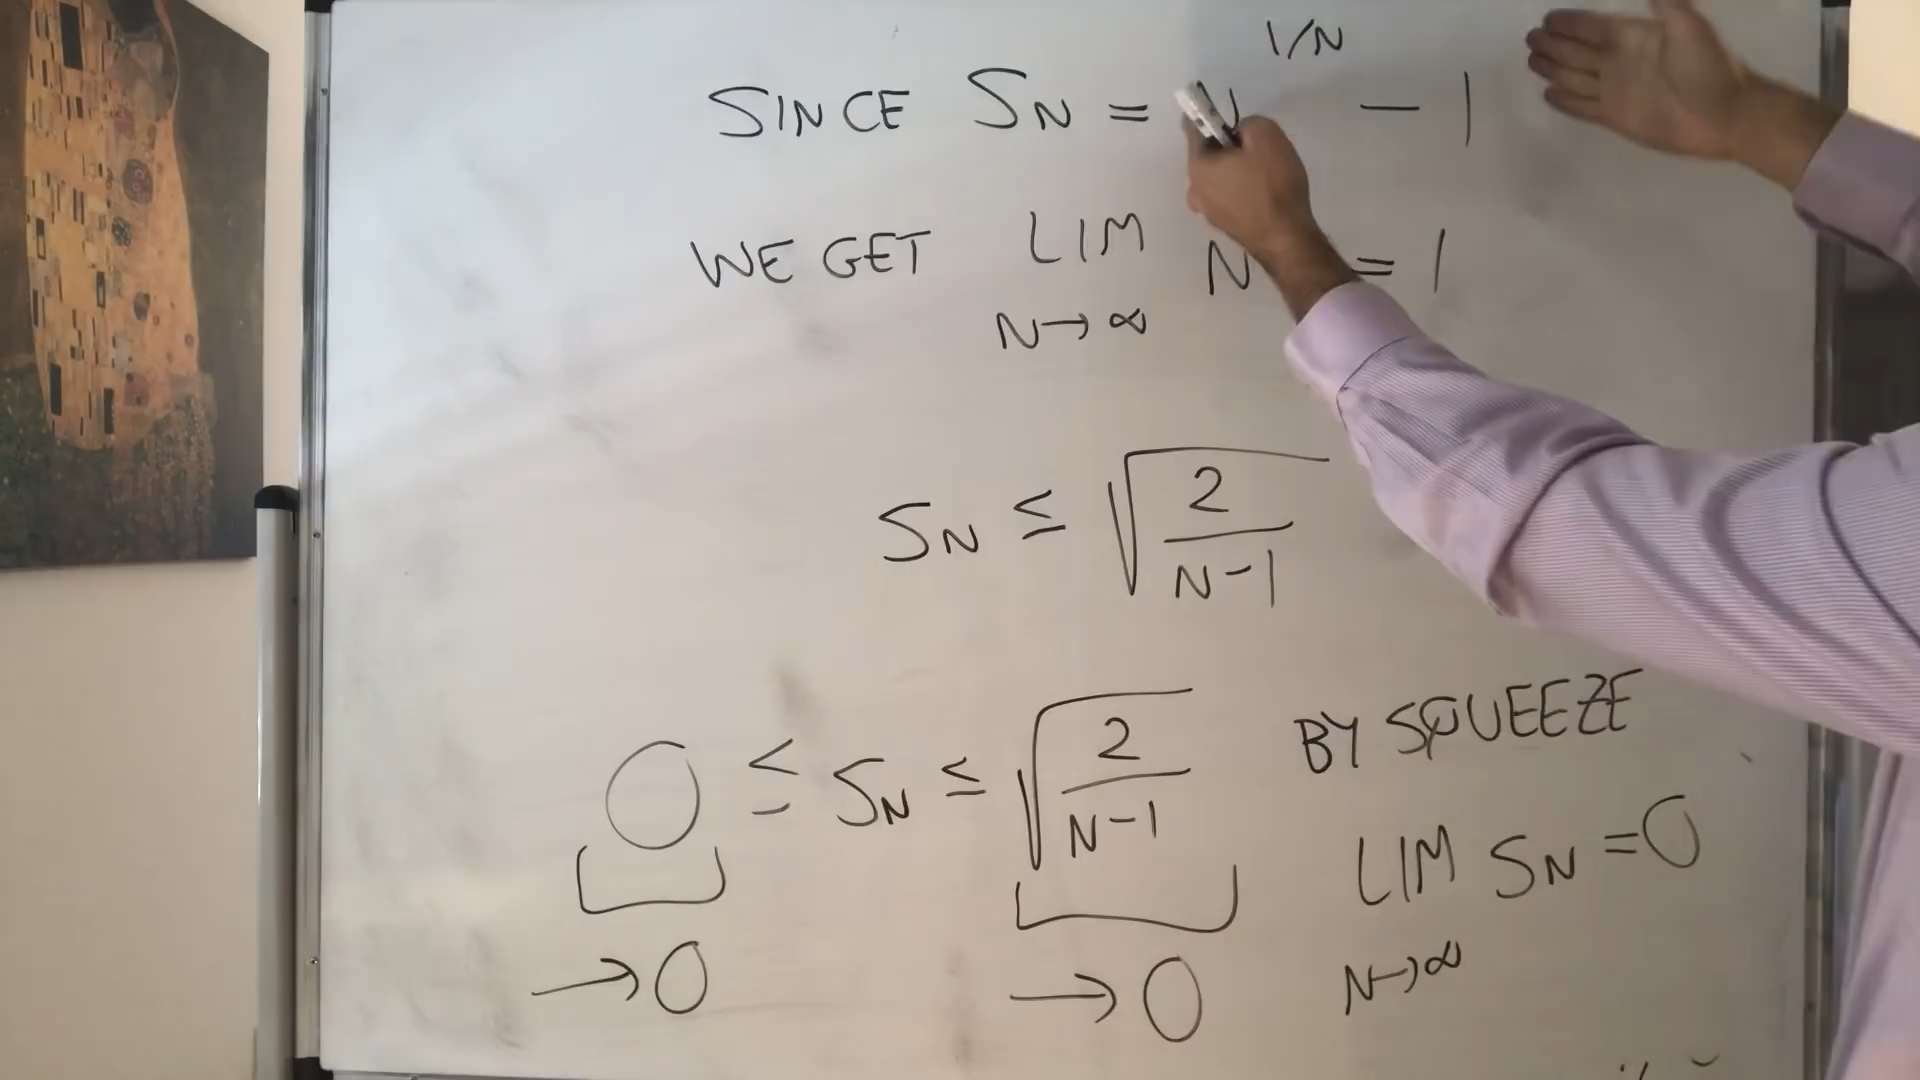 SINCE SN = N^1/N - 1
WE GET LIM N = 1
N→∞
SN ≤ √(2/(N-1))
0 ≤ SN ≤ √(2/(N-1)) BY SQUEEZE
LIM SN = 0
N→∞
→0 →0